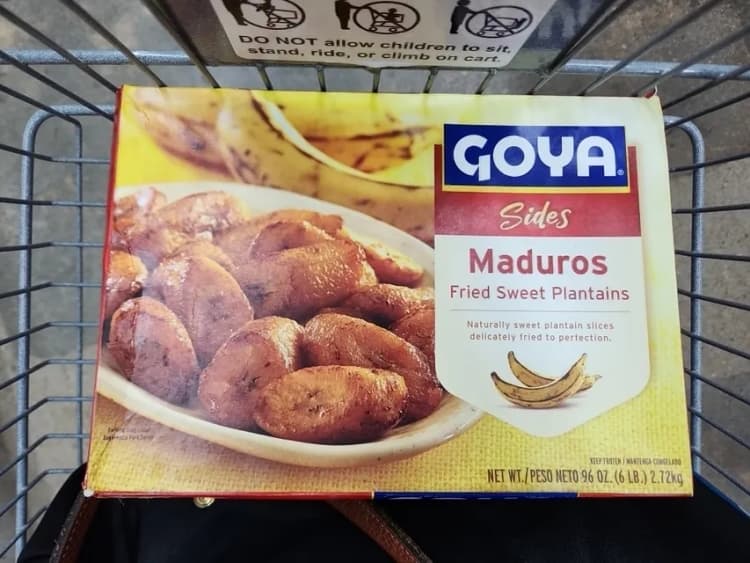 DO NOT allow children to sit,
stand, ride, or climb on cart.
GOYA
Sides
Maduros
Fried Sweet Plantains
Naturally sweet plantain slices
delicately fried to perfection.
KEEP FROZEN / MANTENGA CONGELADO
NET WT./PESO NETO 96 OZ. (6 LB.) 2.72kg